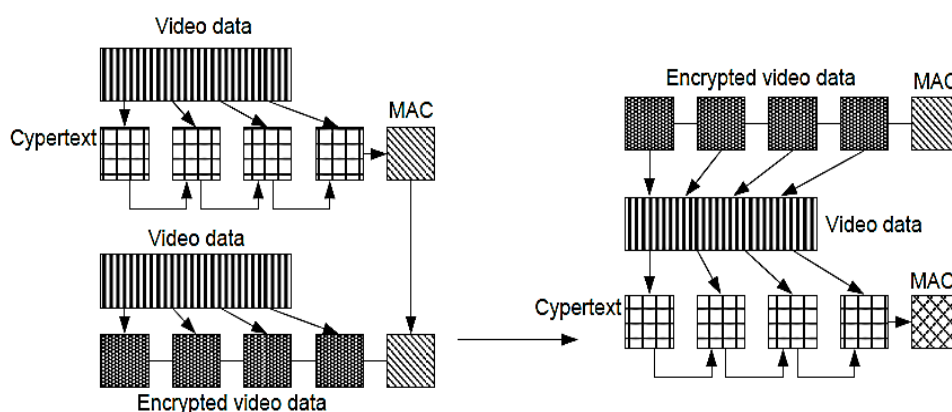 Video data
MAC
Cypertext
Video data
Encrypted video data
Encrypted video data
MAC
Video data
MAC
Cypertext